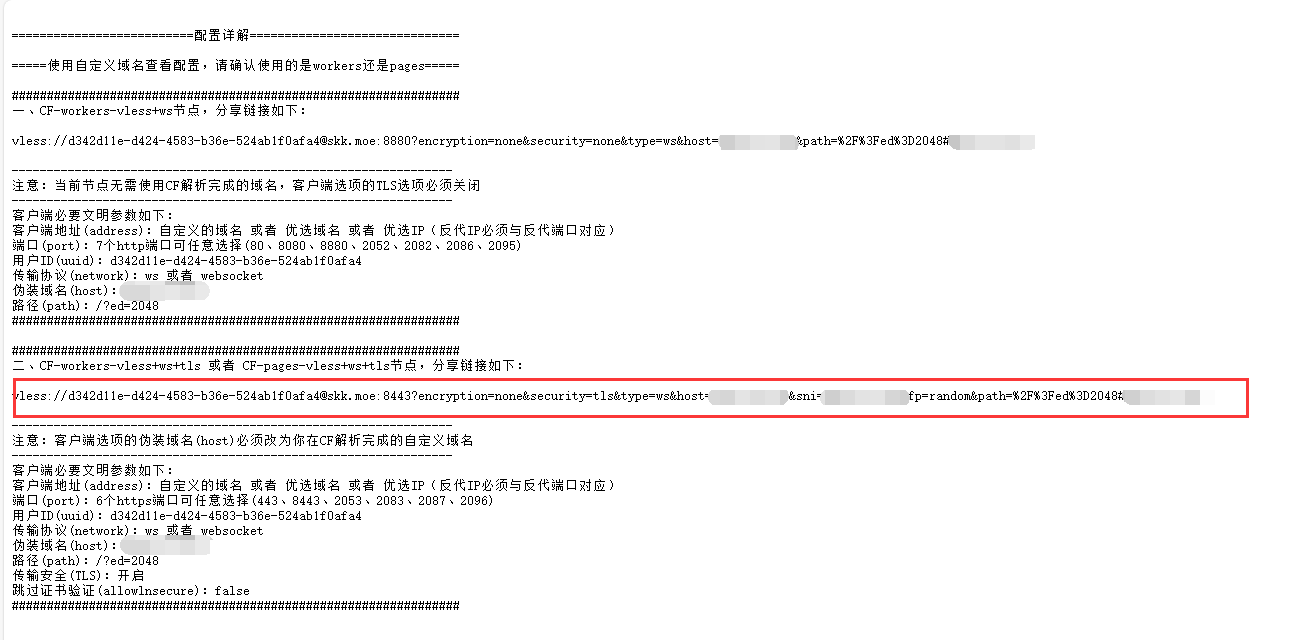 ==========================配置详解==============================
=====使用自定义域名查看配置，请确认使用的是workers还是pages=====
################################################################
一、CF-workers-vless+ws节点，分享链接如下：
vless://d342d11e-d424-4583-b36e-524ab1f0afa4@skk.moe:8880?encryption=none&security=none&type=ws&host= &path=%2F%3Fed%3D2048#
---------------------------------------------------------------
注意：当前节点无需使用CF解析完成的域名，客户端选项的TLS选项必须关闭
---------------------------------------------------------------
客户端必要文明参数如下：
客户端地址(address)：自定义的域名 或者 优选域名 或者 优选IP（反代IP必须与反代端口对应）
端口(port)：7个http端口可任意选择(80、8080、8880、2052、2082、2086、2095)
用户ID(uuid)：d342d11e-d424-4583-b36e-524ab1f0afa4
传输协议(network)：ws 或者 websocket
伪装域名(host)：
路径(path)：/?ed=2048
################################################################
################################################################
二、CF-workers-vless+ws+tls 或者 CF-pages-vless+ws+tls节点，分享链接如下：
vless://d342d11e-d424-4583-b36e-524ab1f0afa4@skk.moe:8443?encryption=none&security=tls&type=ws&host= &sni= fp=random&path=%2F%3Fed%3D2048#
---------------------------------------------------------------
注意：客户端选项的伪装域名(host)必须改为你在CF解析完成的自定义域名
---------------------------------------------------------------
客户端必要文明参数如下：
客户端地址(address)：自定义的域名 或者 优选域名 或者 优选IP（反代IP必须与反代端口对应）
端口(port)：6个https端口可任意选择(443、8443、2053、2083、2087、2096)
用户ID(uuid)：d342d11e-d424-4583-b36e-524ab1f0afa4
传输协议(network)：ws 或者 websocket
伪装域名(host)：
路径(path)：/?ed=2048
传输安全(TLS)：开启
跳过证书验证(allowlnsecure)：false
################################################################